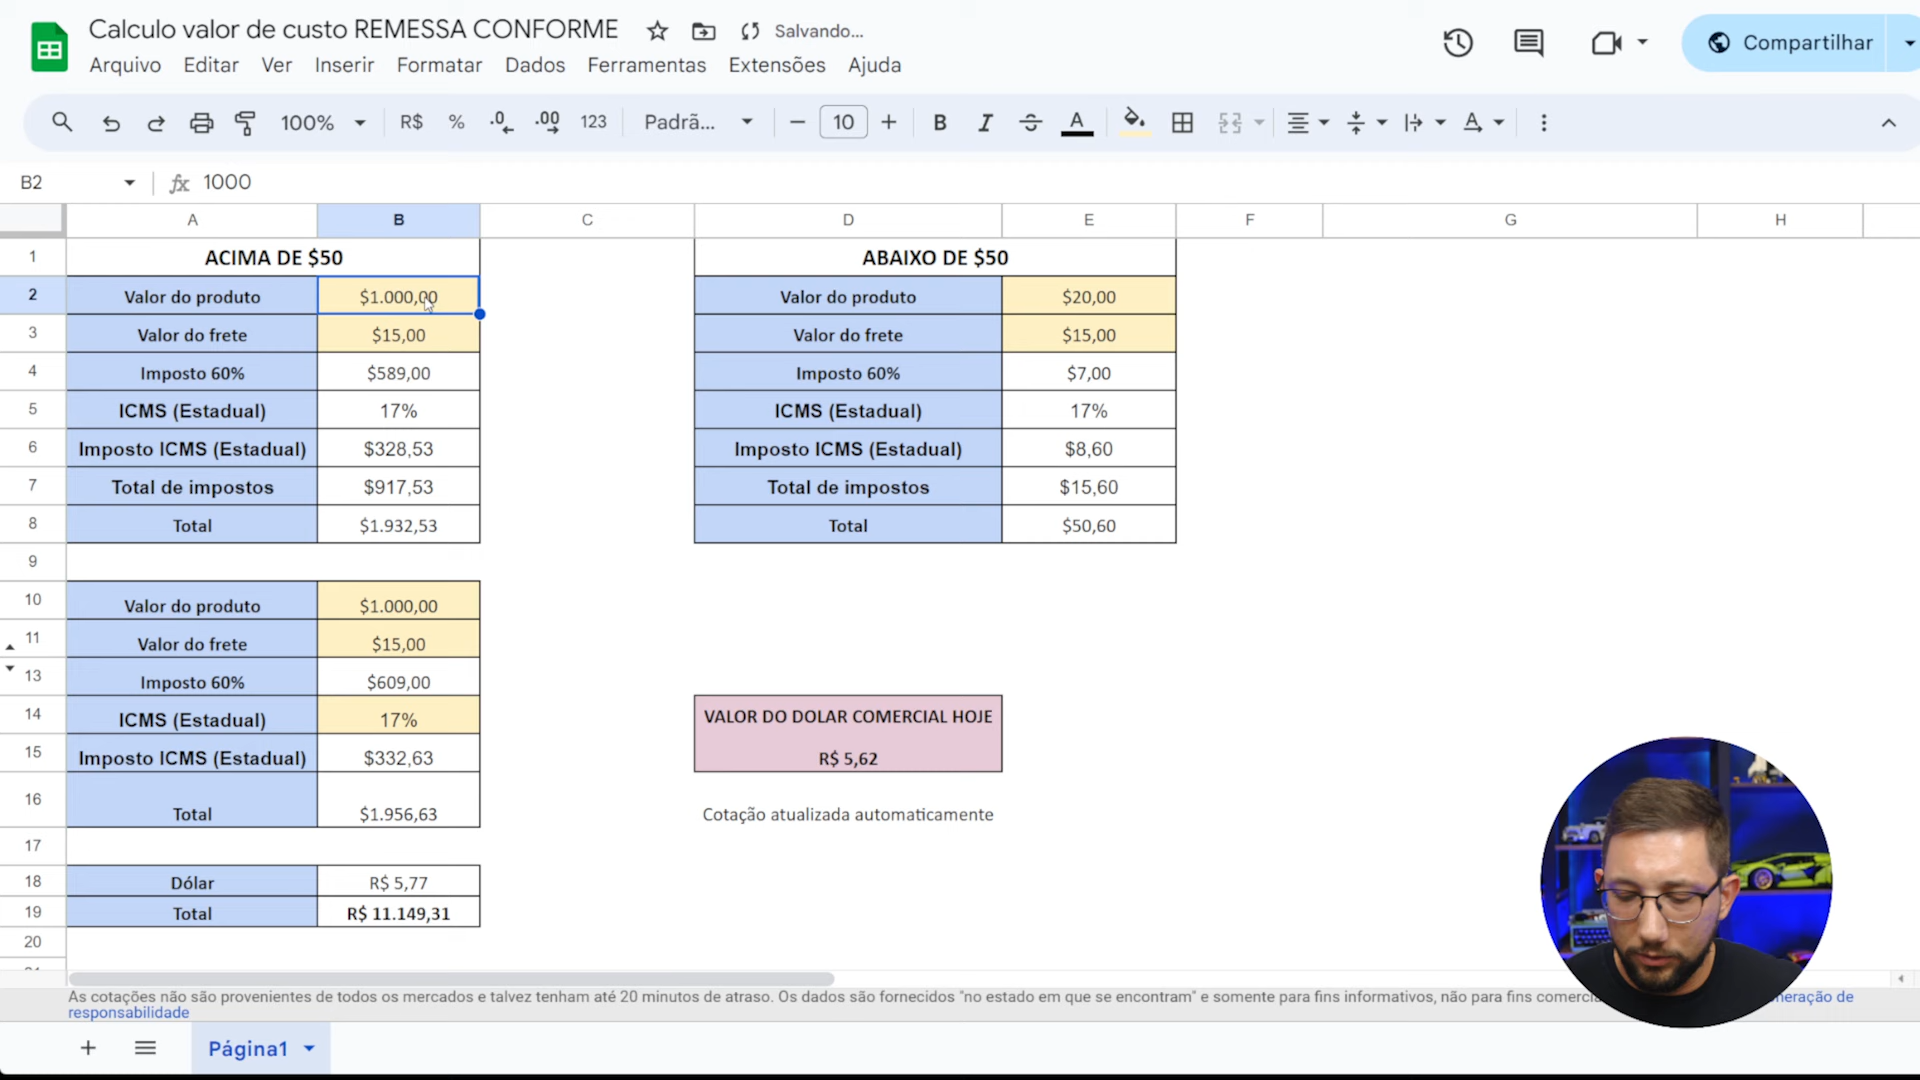 Calculo valor de custo REMESSA CONFORME
Salvando...
Arquivo Editar Ver Inserir Formatar Dados Ferramentas Extensões Ajuda
Compartilhar
100% R$ % .0 .00 123 Padrã... 10 B I A
B2 fx 1000
A B C D E F G H
1 ACIMA DE $50 ABAIXO DE $50
2 Valor do produto $1.000,00 Valor do produto $20,00
3 Valor do frete $15,00 Valor do frete $15,00
4 Imposto 60% $589,00 Imposto 60% $7,00
5 ICMS (Estadual) 17% ICMS (Estadual) 17%
6 Imposto ICMS (Estadual) $328,53 Imposto ICMS (Estadual) $8,60
7 Total de impostos $917,53 Total de impostos $15,60
8 Total $1.932,53 Total $50,60
9
10 Valor do produto $1.000,00
11 Valor do frete $15,00
13 Imposto 60% $609,00
14 ICMS (Estadual) 17% VALOR DO DOLAR COMERCIAL HOJE
15 Imposto ICMS (Estadual) $332,63 R$ 5,62
16 Total $1.956,63 Cotação atualizada automaticamente
17
18 Dólar R$ 5,77
19 Total R$ 11.149,31
20
As cotações não são provenientes de todos os mercados e talvez tenham até 20 minutos de atraso. Os dados são fornecidos "no estado em que se encontram" e somente para fins informativos, não para fins comerci neração de
responsabilidade
Página1